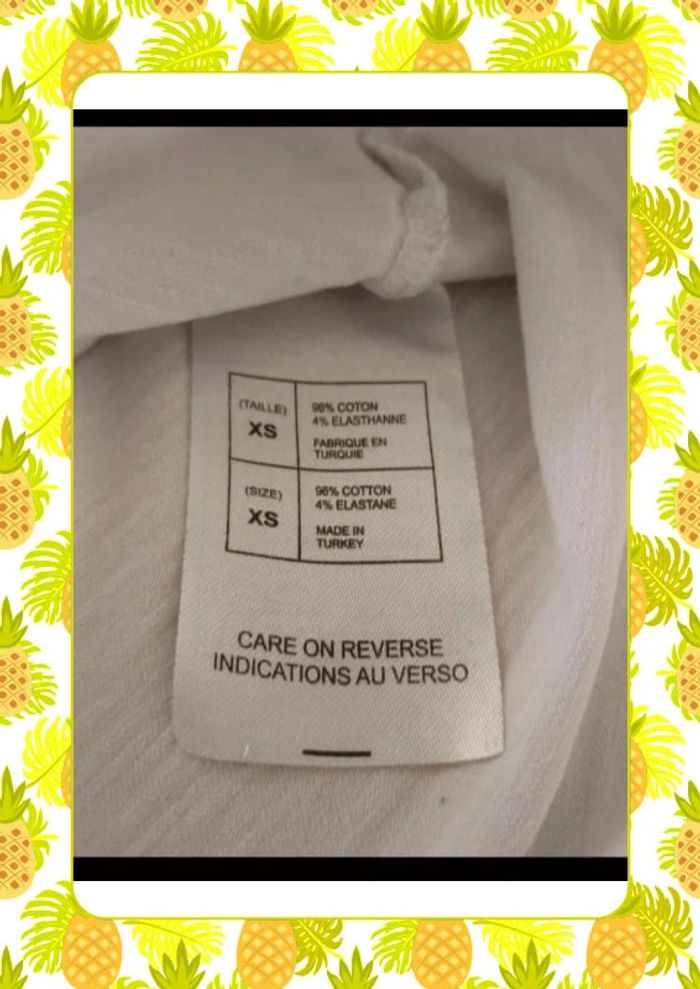 (TAILLE)
XS
96% COTON
4% ELASTHANNE
FABRIQUE EN
TURQUIE
(SIZE)
XS
96% COTTON
4% ELASTANE
MADE IN
TURKEY
CARE ON REVERSE
INDICATIONS AU VERSO